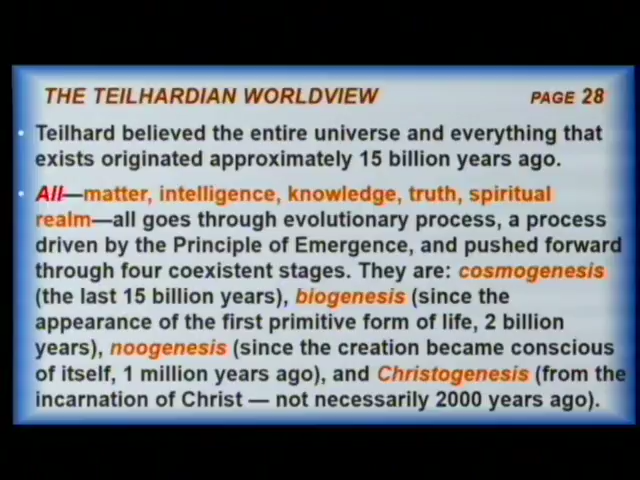 THE TEILHARDIAN WORLDVIEW PAGE 28
• Teilhard believed the entire universe and everything that
exists originated approximately 15 billion years ago.
• All—matter, intelligence, knowledge, truth, spiritual
realm—all goes through evolutionary process, a process
driven by the Principle of Emergence, and pushed forward
through four coexistent stages. They are: cosmogenesis
(the last 15 billion years), biogenesis (since the
appearance of the first primitive form of life, 2 billion
years), noogenesis (since the creation became conscious
of itself, 1 million years ago), and Christogenesis (from the
incarnation of Christ — not necessarily 2000 years ago).